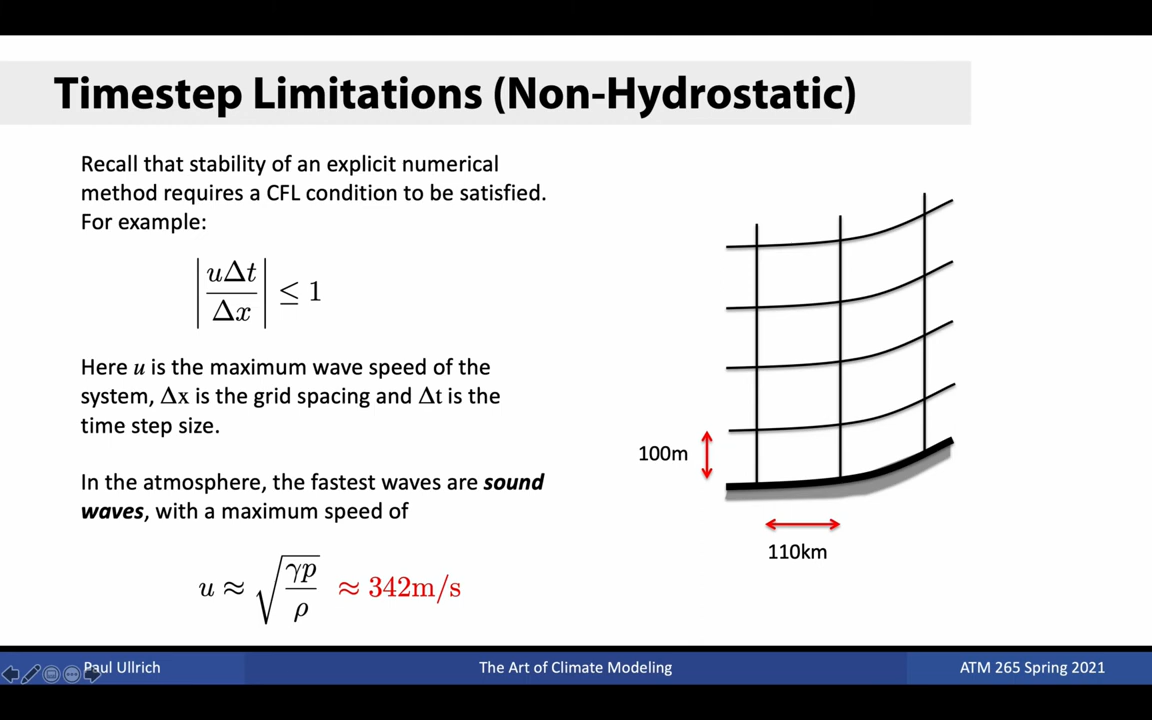 Timestep Limitations (Non-Hydrostatic)
Recall that stability of an explicit numerical
method requires a CFL condition to be satisfied.
For example:
|uΔt/Δx| ≤ 1
Here u is the maximum wave speed of the
system, Δx is the grid spacing and Δt is the
time step size.
In the atmosphere, the fastest waves are sound
waves, with a maximum speed of
u ≈ √(γp/ρ) ≈ 342m/s
100m
110km
Paul Ullrich
The Art of Climate Modeling
ATM 265 Spring 2021